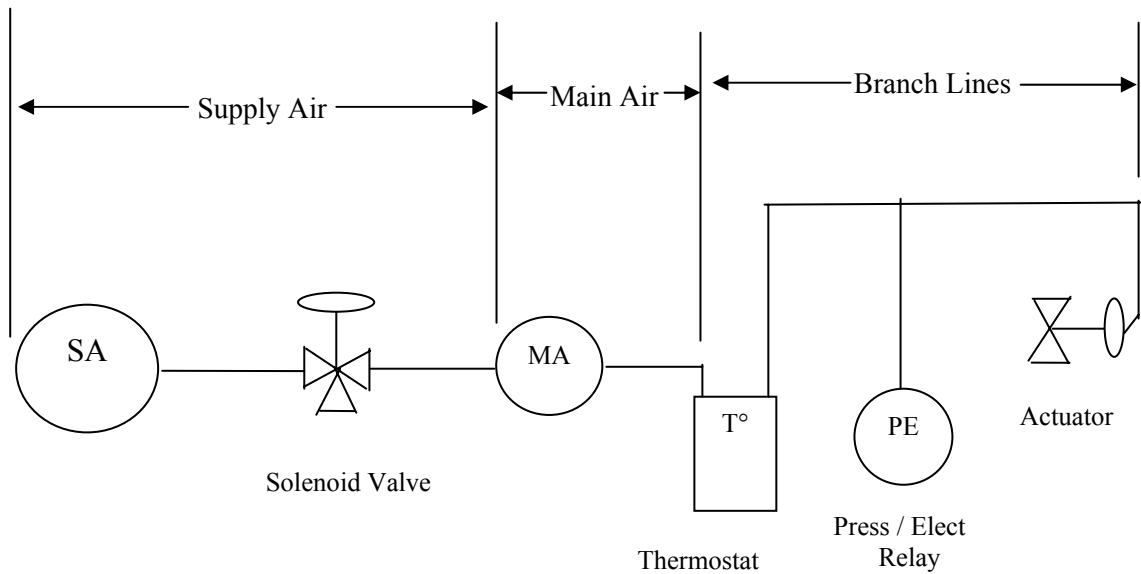 Supply Air
Main Air
Branch Lines
SA
MA
T°
PE
Solenoid Valve
Thermostat
Press / Elect
Relay
Actuator